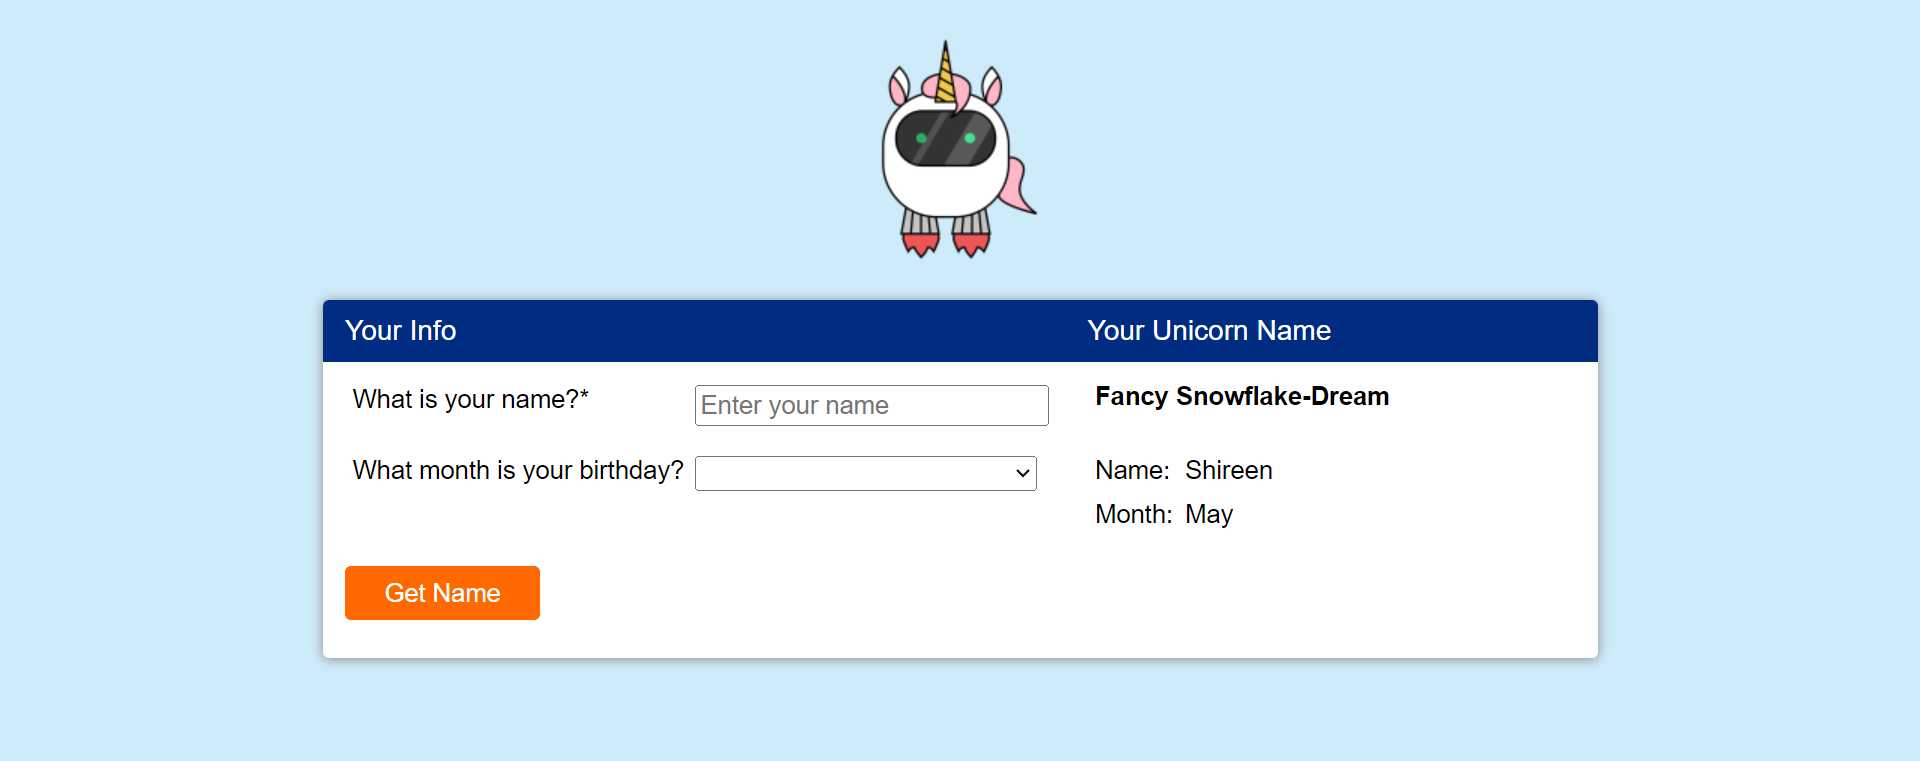 Your Info
Your Unicorn Name
What is your name?*
Enter your name
Fancy Snowflake-Dream
What month is your birthday?
Name: Shireen
Month: May
Get Name